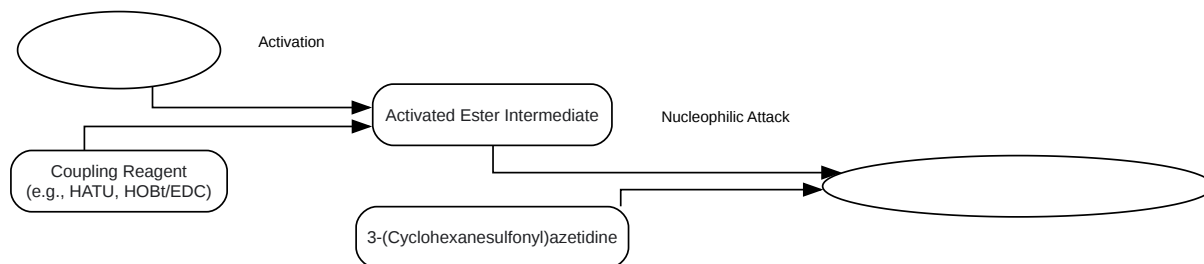 Activation
Activated Ester Intermediate
Nucleophilic Attack
Coupling Reagent
(e.g., HATU, HOBt/EDC)
3-(Cyclohexanesulfonyl)azetidine